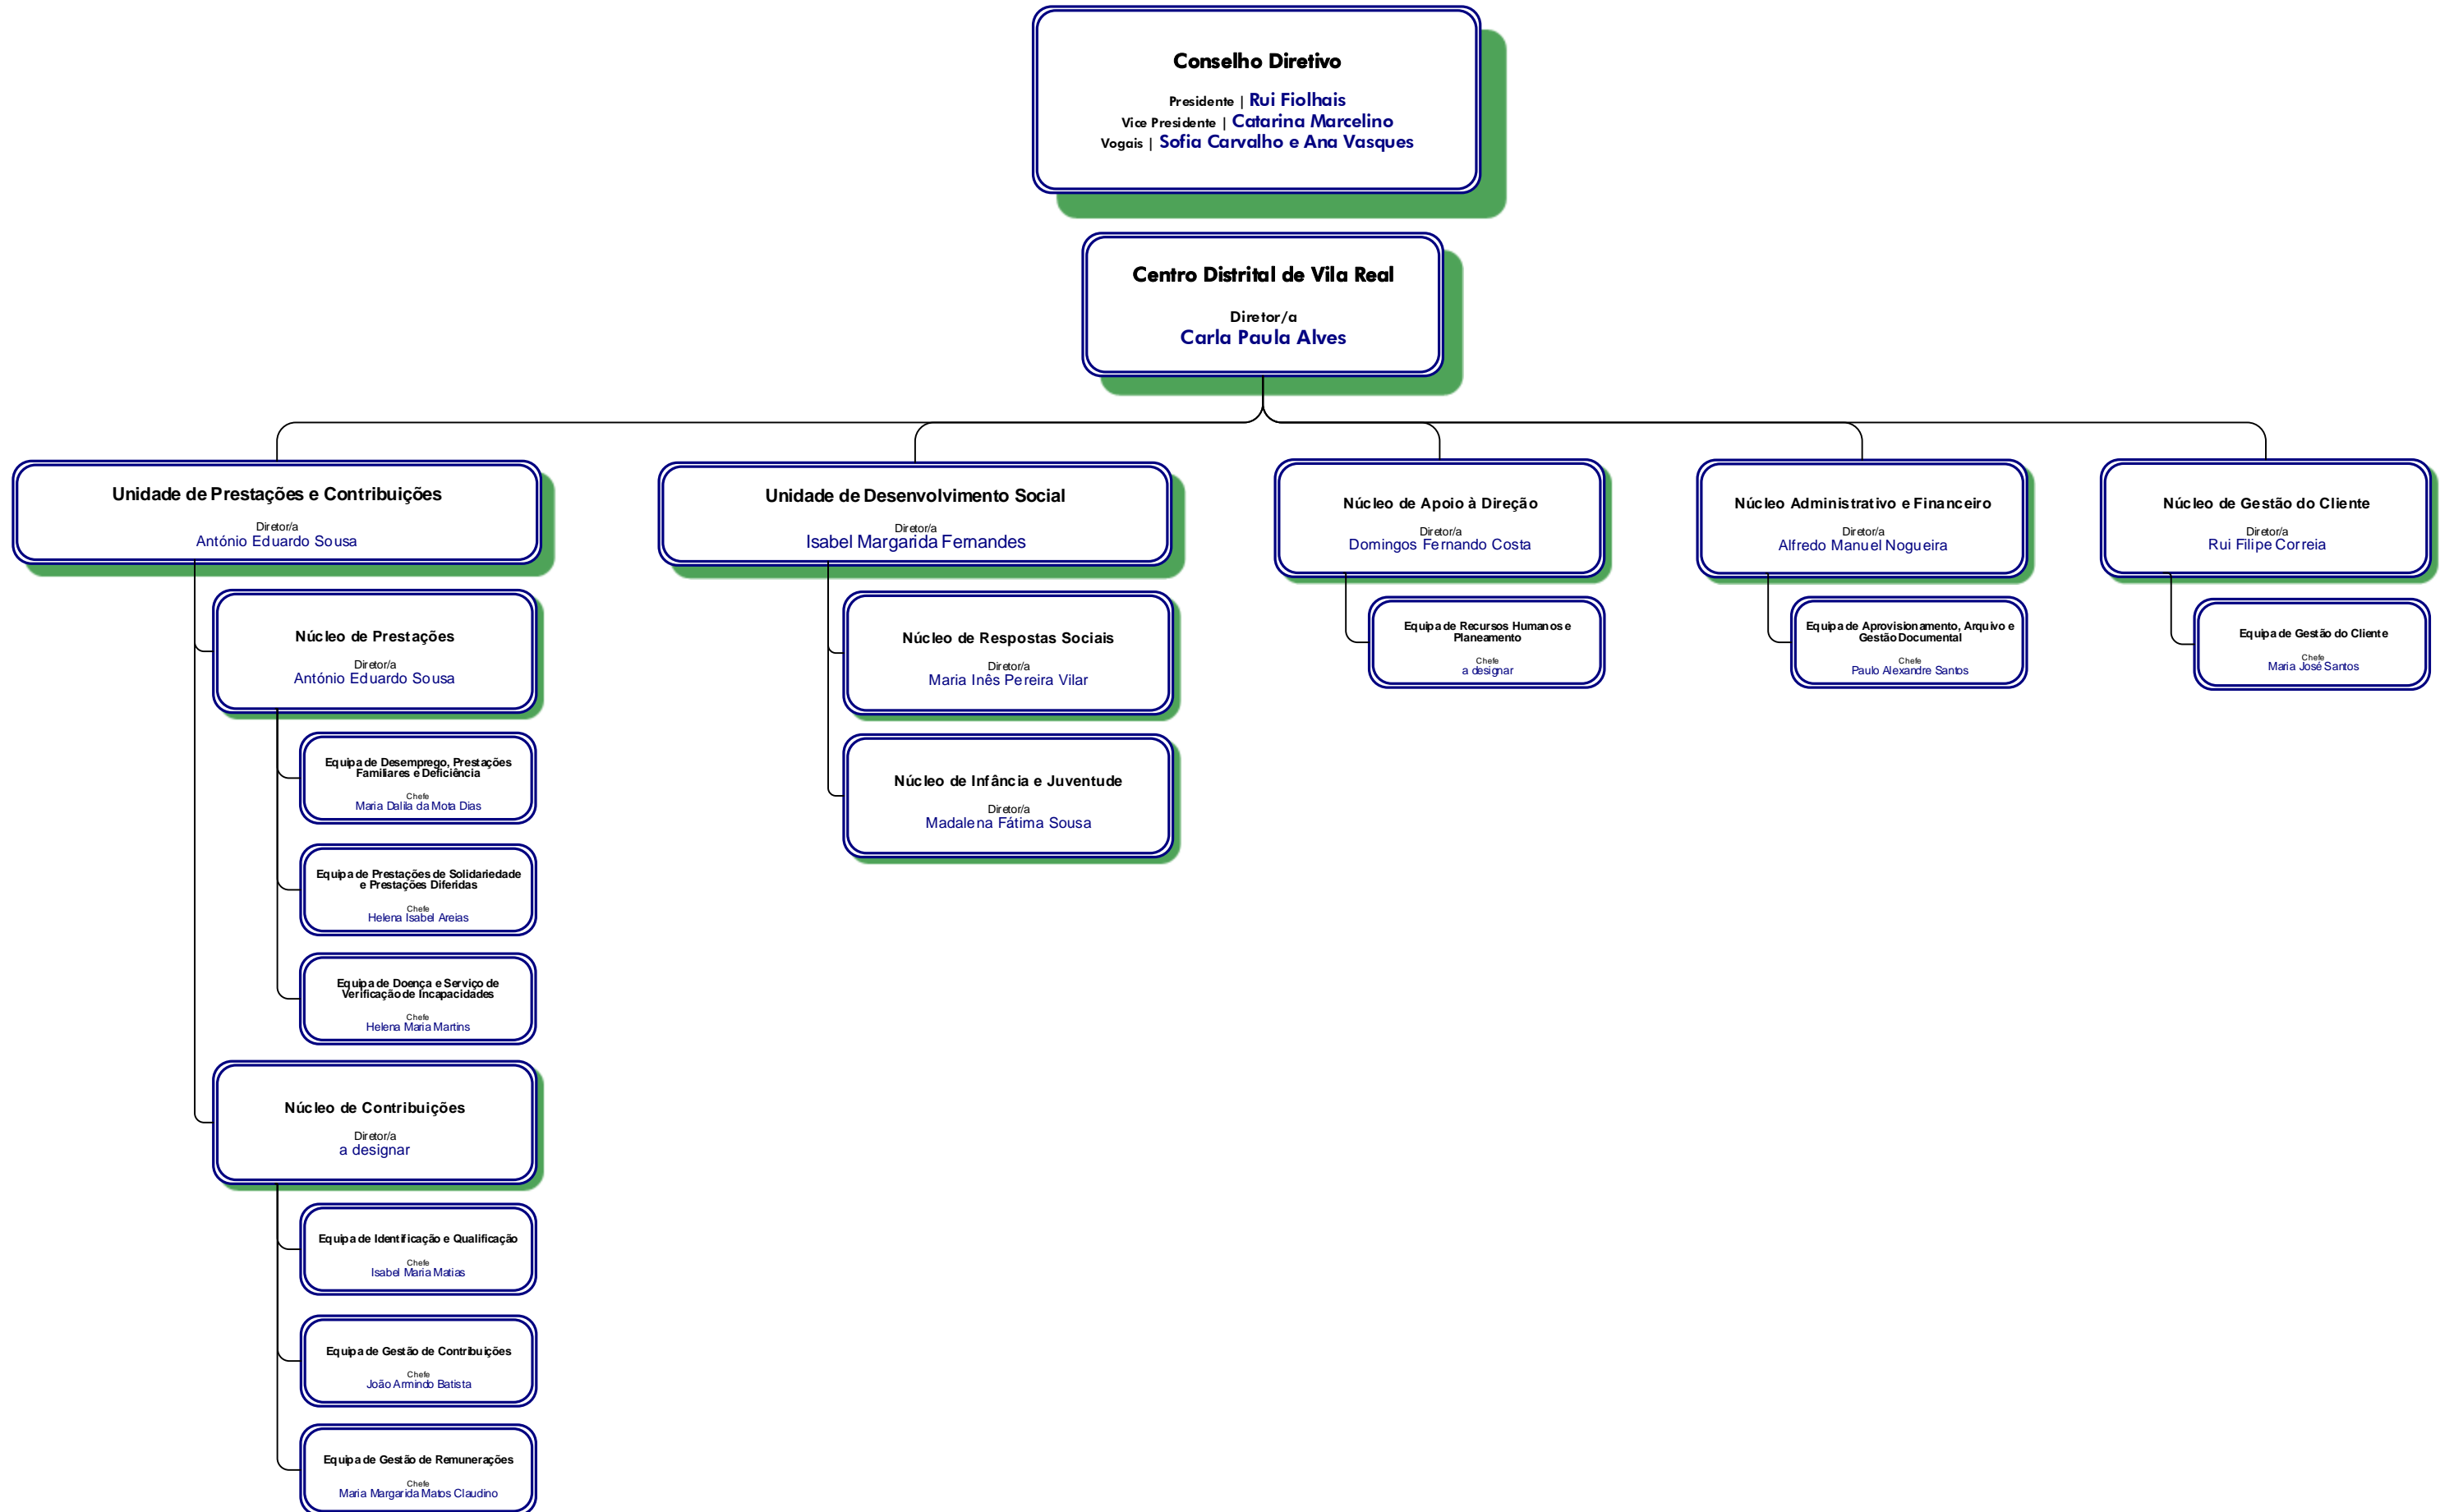 Conselho Diretivo
Presidente | Rui Fiolhais
Vice Presidente | Catarina Marcelino
Vogais | Sofia Carvalho e Ana Vasques
Centro Distrital de Vila Real
Diretor/a
Carla Paula Alves
Unidade de Prestações e Contribuições
Diretor/a
António Eduardo Sousa
Núcleo de Prestações
Diretor/a
António Eduardo Sousa
Equipa de Desemprego, Prestações
Familiares e Deficiência
Chefe
Maria Dalila da Mota Dias
Equipa de Prestações de Solidariedade
e Prestações Diferidas
Chefe
Helena Isabel Areias
Equipa de Doença e Serviço de
Verificação de Incapacidades
Chefe
Helena Maria Martins
Núcleo de Contribuições
Diretor/a
a designar
Equipa de Identificação e Qualificação
Chefe
Isabel Maria Matias
Equipa de Gestão de Contribuições
Chefe
João Armindo Batista
Equipa de Gestão de Remunerações
Chefe
Maria Margarida Matos Claudino
Unidade de Desenvolvimento Social
Diretor/a
Isabel Margarida Fernandes
Núcleo de Respostas Sociais
Diretor/a
Maria Inês Pereira Vilar
Núcleo de Infância e Juventude
Diretor/a
Madalena Fátima Sousa
Núcleo de Apoio à Direção
Diretor/a
Domingos Fernando Costa
Equipa de Recursos Humanos e
Planeamento
Chefe
a designar
Núcleo Administrativo e Financeiro
Diretor/a
Alfredo Manuel Nogueira
Equipa de Aprovisionamento, Arquivo e
Gestão Documental
Chefe
Paulo Alexandre Santos
Núcleo de Gestão do Cliente
Diretor/a
Rui Filipe Correia
Equipa de Gestão do Cliente
Chefe
Maria José Santos